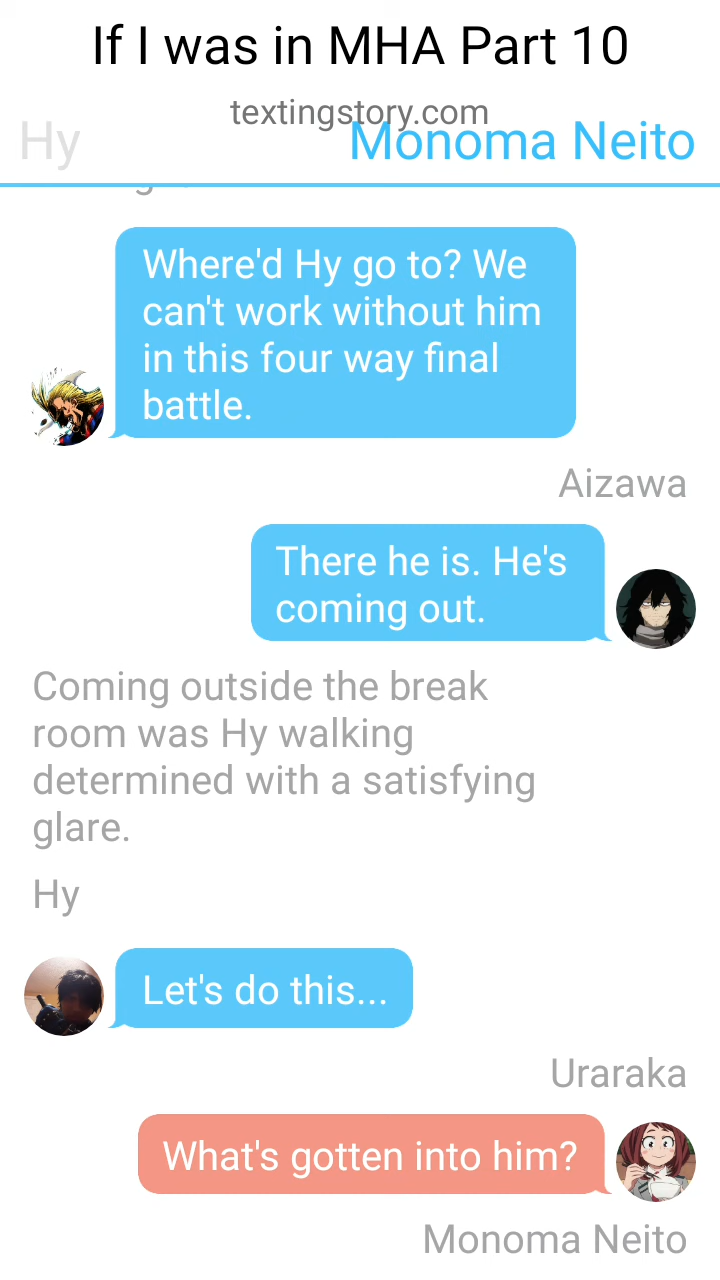 If I was in MHA Part 10
textingstory.com
Hy
Monoma Neito
Where'd Hy go to? We
can't work without him
in this four way final
battle.
Aizawa
There he is. He's
coming out.
Coming outside the break
room was Hy walking
determined with a satisfying
glare.
Hy
Let's do this...
Uraraka
What's gotten into him?
Monoma Neito